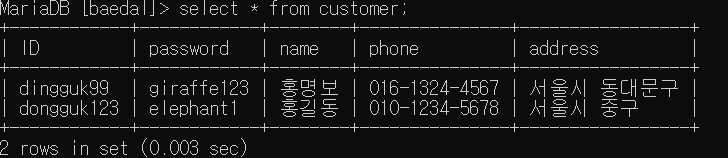 MariaDB [baedal]> select * from customer;
+-------------+-------------+--------+---------------+-----------------+
| ID | password | name | phone | address |
+-------------+-------------+--------+---------------+-----------------+
| dingguk99 | giraffe123 | 홍명보 | 016-1324-4567 | 서울시 동대문구 |
| dongguk123 | elephant1 | 홍길동 | 010-1234-5678 | 서울시 중구 |
+-------------+-------------+--------+---------------+-----------------+
2 rows in set (0.003 sec)